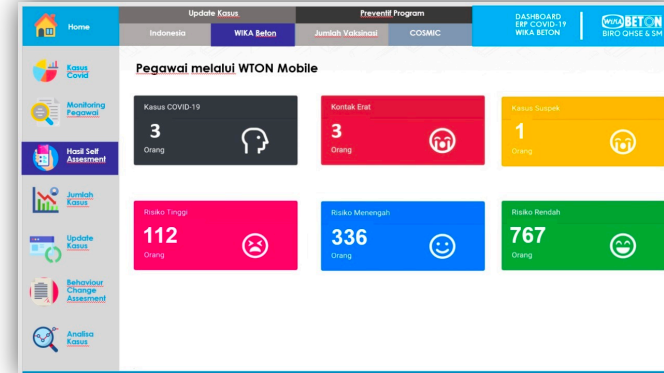 Home
Update Kasus
Preventif Program
Indonesia
WIKA Beton
Jumlah Vaksinasi
COSMIC
DASHBOARD
ERP COVID-19
WIKA BETON
WIKA BETON
BIRO QHSE & SM
Kasus
Covid
Monitoring
Pegawai
Hasil Self
Assesment
Jumlah
Kasus
Update
Kasus
Behaviour
Change
Assesment
Analisa
Kasus
Pegawai melalui WTON Mobile
Kasus COVID-19
3
Orang
Kontak Erat
3
Orang
Kasus Suspek
1
Orang
Risiko Tinggi
112
Orang
Risiko Menengah
336
Orang
Risiko Rendah
767
Orang